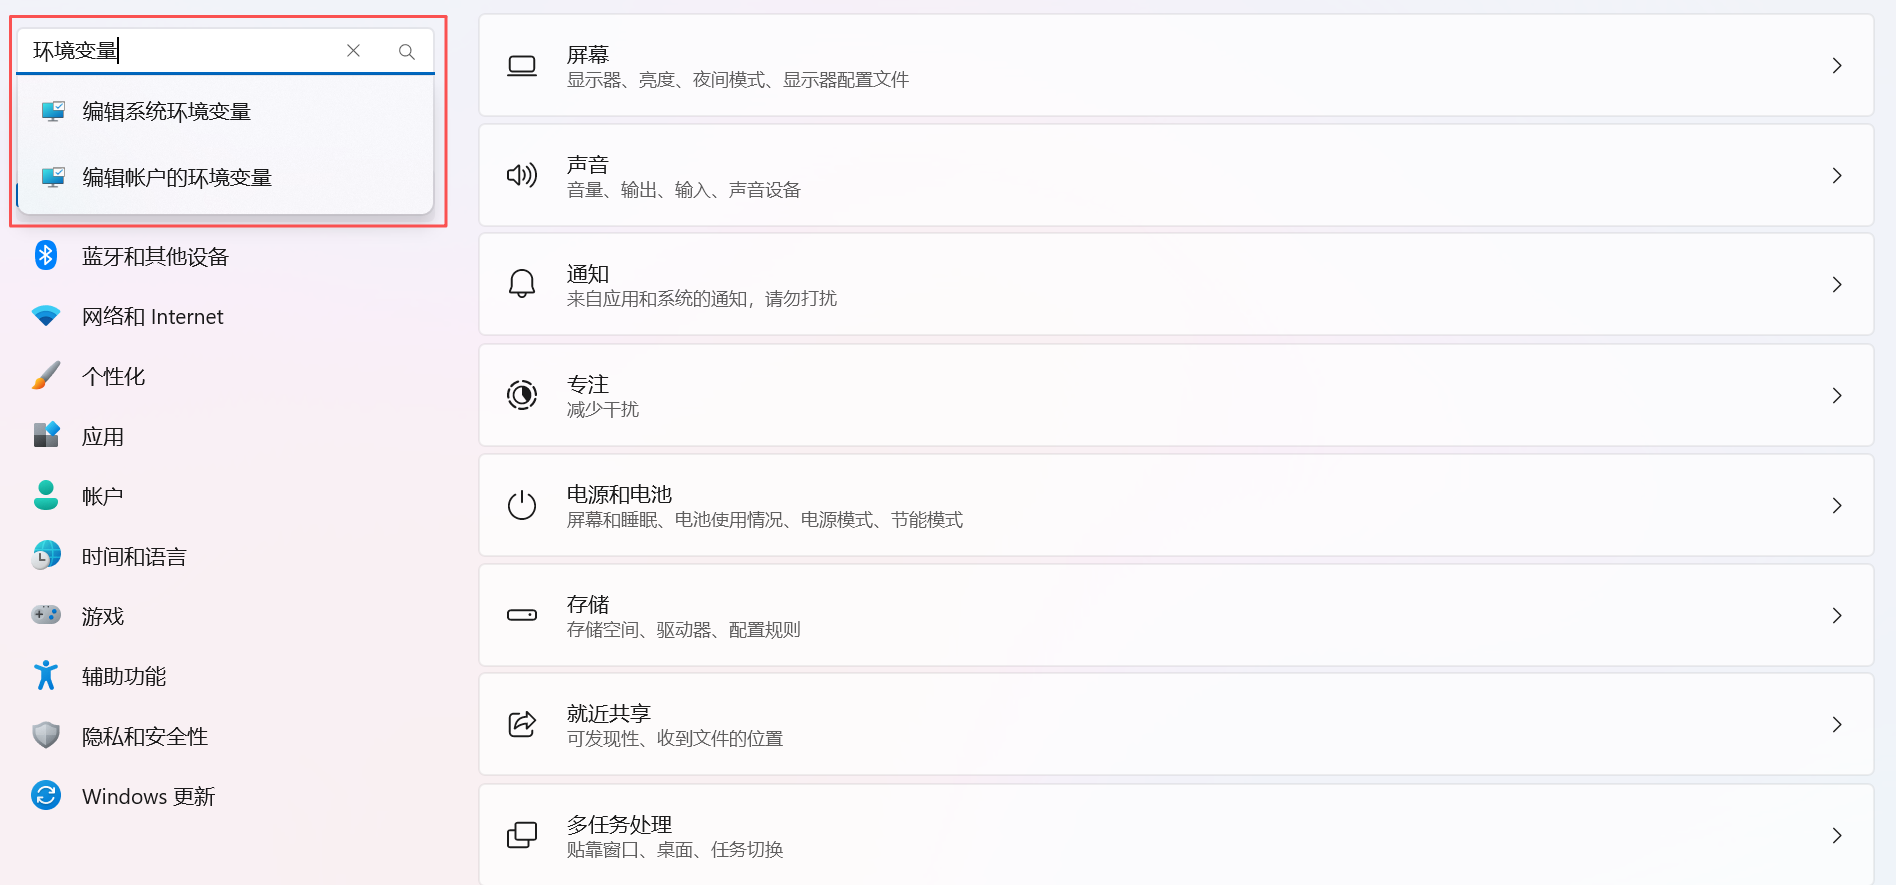 环境变量
编辑系统环境变量
编辑帐户的环境变量
蓝牙和其他设备
网络和 Internet
个性化
应用
帐户
时间和语言
游戏
辅助功能
隐私和安全性
Windows 更新
屏幕
显示器、亮度、夜间模式、显示器配置文件
声音
音量、输出、输入、声音设备
通知
来自应用和系统的通知，请勿打扰
专注
减少干扰
电源和电池
屏幕和睡眠、电池使用情况、电源模式、节能模式
存储
存储空间、驱动器、配置规则
就近共享
可发现性、收到文件的位置
多任务处理
贴靠窗口、桌面、任务切换